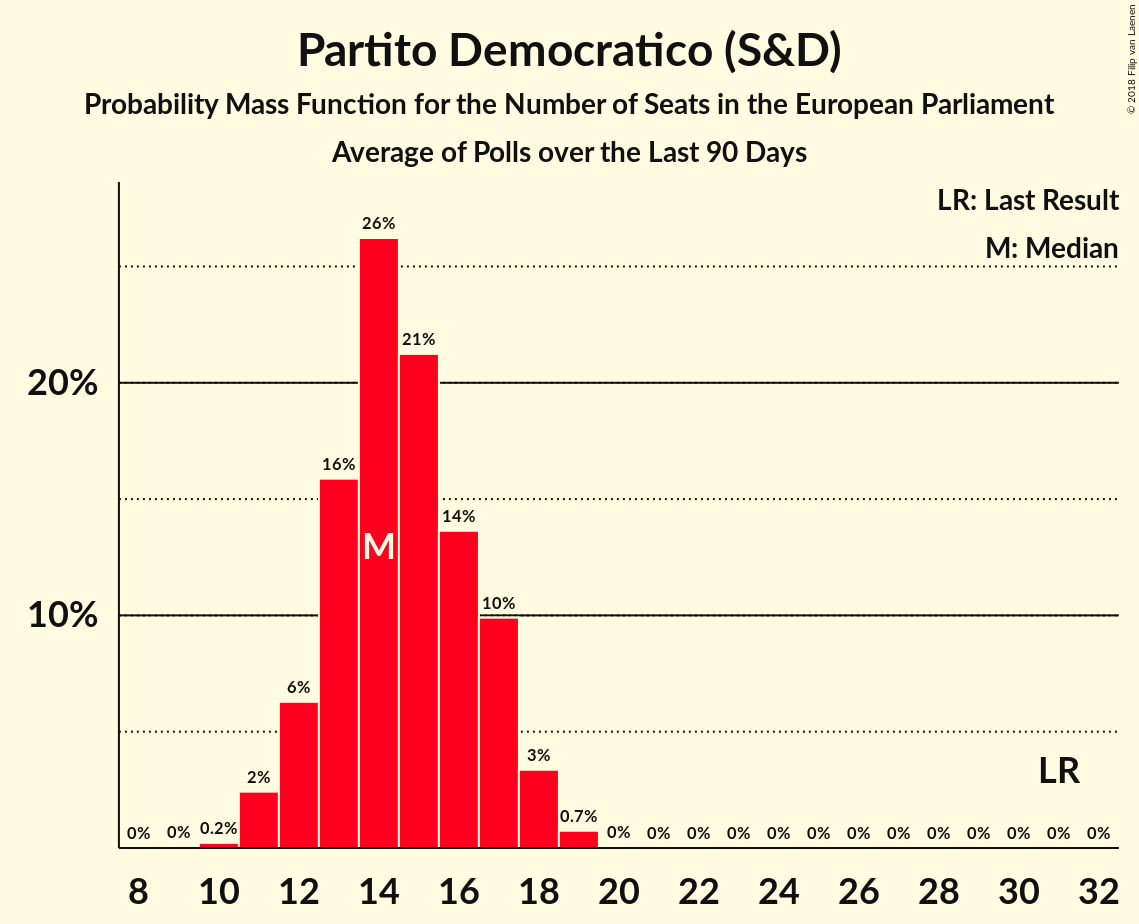 Partito Democratico (S&D)
Probability Mass Function for the Number of Seats in the European Parliament
Average of Polls over the Last 90 Days
© 2018 Filip van Laenen
LR: Last Result
M: Median
26%
21%
20%
16%
14%
M
10%
10%
6%
3%
LR
2%
0.7%
0% 0% 0.2% 0% 0% 0% 0% 0% 0% 0% 0% 0% 0% 0% 0% 0%
8 10 12 14 16 18 20 22 24 26 28 30 32